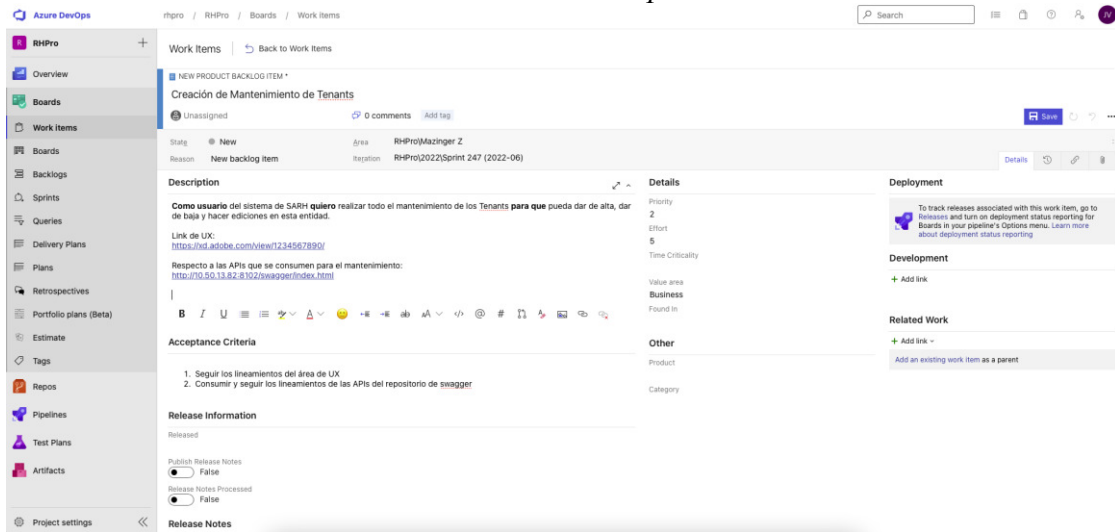 Azure DevOps
rhpro / RHPro / Boards / Work items
Search
JV
R RHPro
Overview
Boards
Work items
Boards
Backlogs
Sprints
Queries
Delivery Plans
Plans
Retrospectives
Portfolio plans (Beta)
Estimate
Tags
Repos
Pipelines
Test Plans
Artifacts
Project settings
Work Items
Back to Work Items
NEW PRODUCT BACKLOG ITEM *
Creación de Mantenimiento de Tenants
Unassigned
0 comments
Add tag
Save
State New
Area RHPro\Mazinger Z
Reason New backlog item
Iteration RHPro\2022\Sprint 247 (2022-06)
Details
Description
Como usuario del sistema de SARH quiero realizar todo el mantenimiento de los Tenants para que pueda dar de alta, dar
de baja y hacer ediciones en esta entidad.
Link de UX:
https://xd.adobe.com/view/1234567890/
Respecto a las APIs que se consumen para el mantenimiento:
http://10.50.13.82:8102/swagger/index.html
Acceptance Criteria
1. Seguir los lineamientos del área de UX
2. Consumir y seguir los lineamientos de las APIs del repositorio de swagger
Release Information
Released
Publish Release Notes
False
Release Notes Processed
False
Release Notes
Details
Priority
2
Effort
5
Time Criticality
Value area
Business
Found in
Other
Product
Category
Deployment
To track releases associated with this work item, go to
Releases and turn on deployment status reporting for
Boards in your pipeline's Options menu. Learn more
about deployment status reporting
Development
+ Add link
Related Work
+ Add link
Add an existing work item as a parent